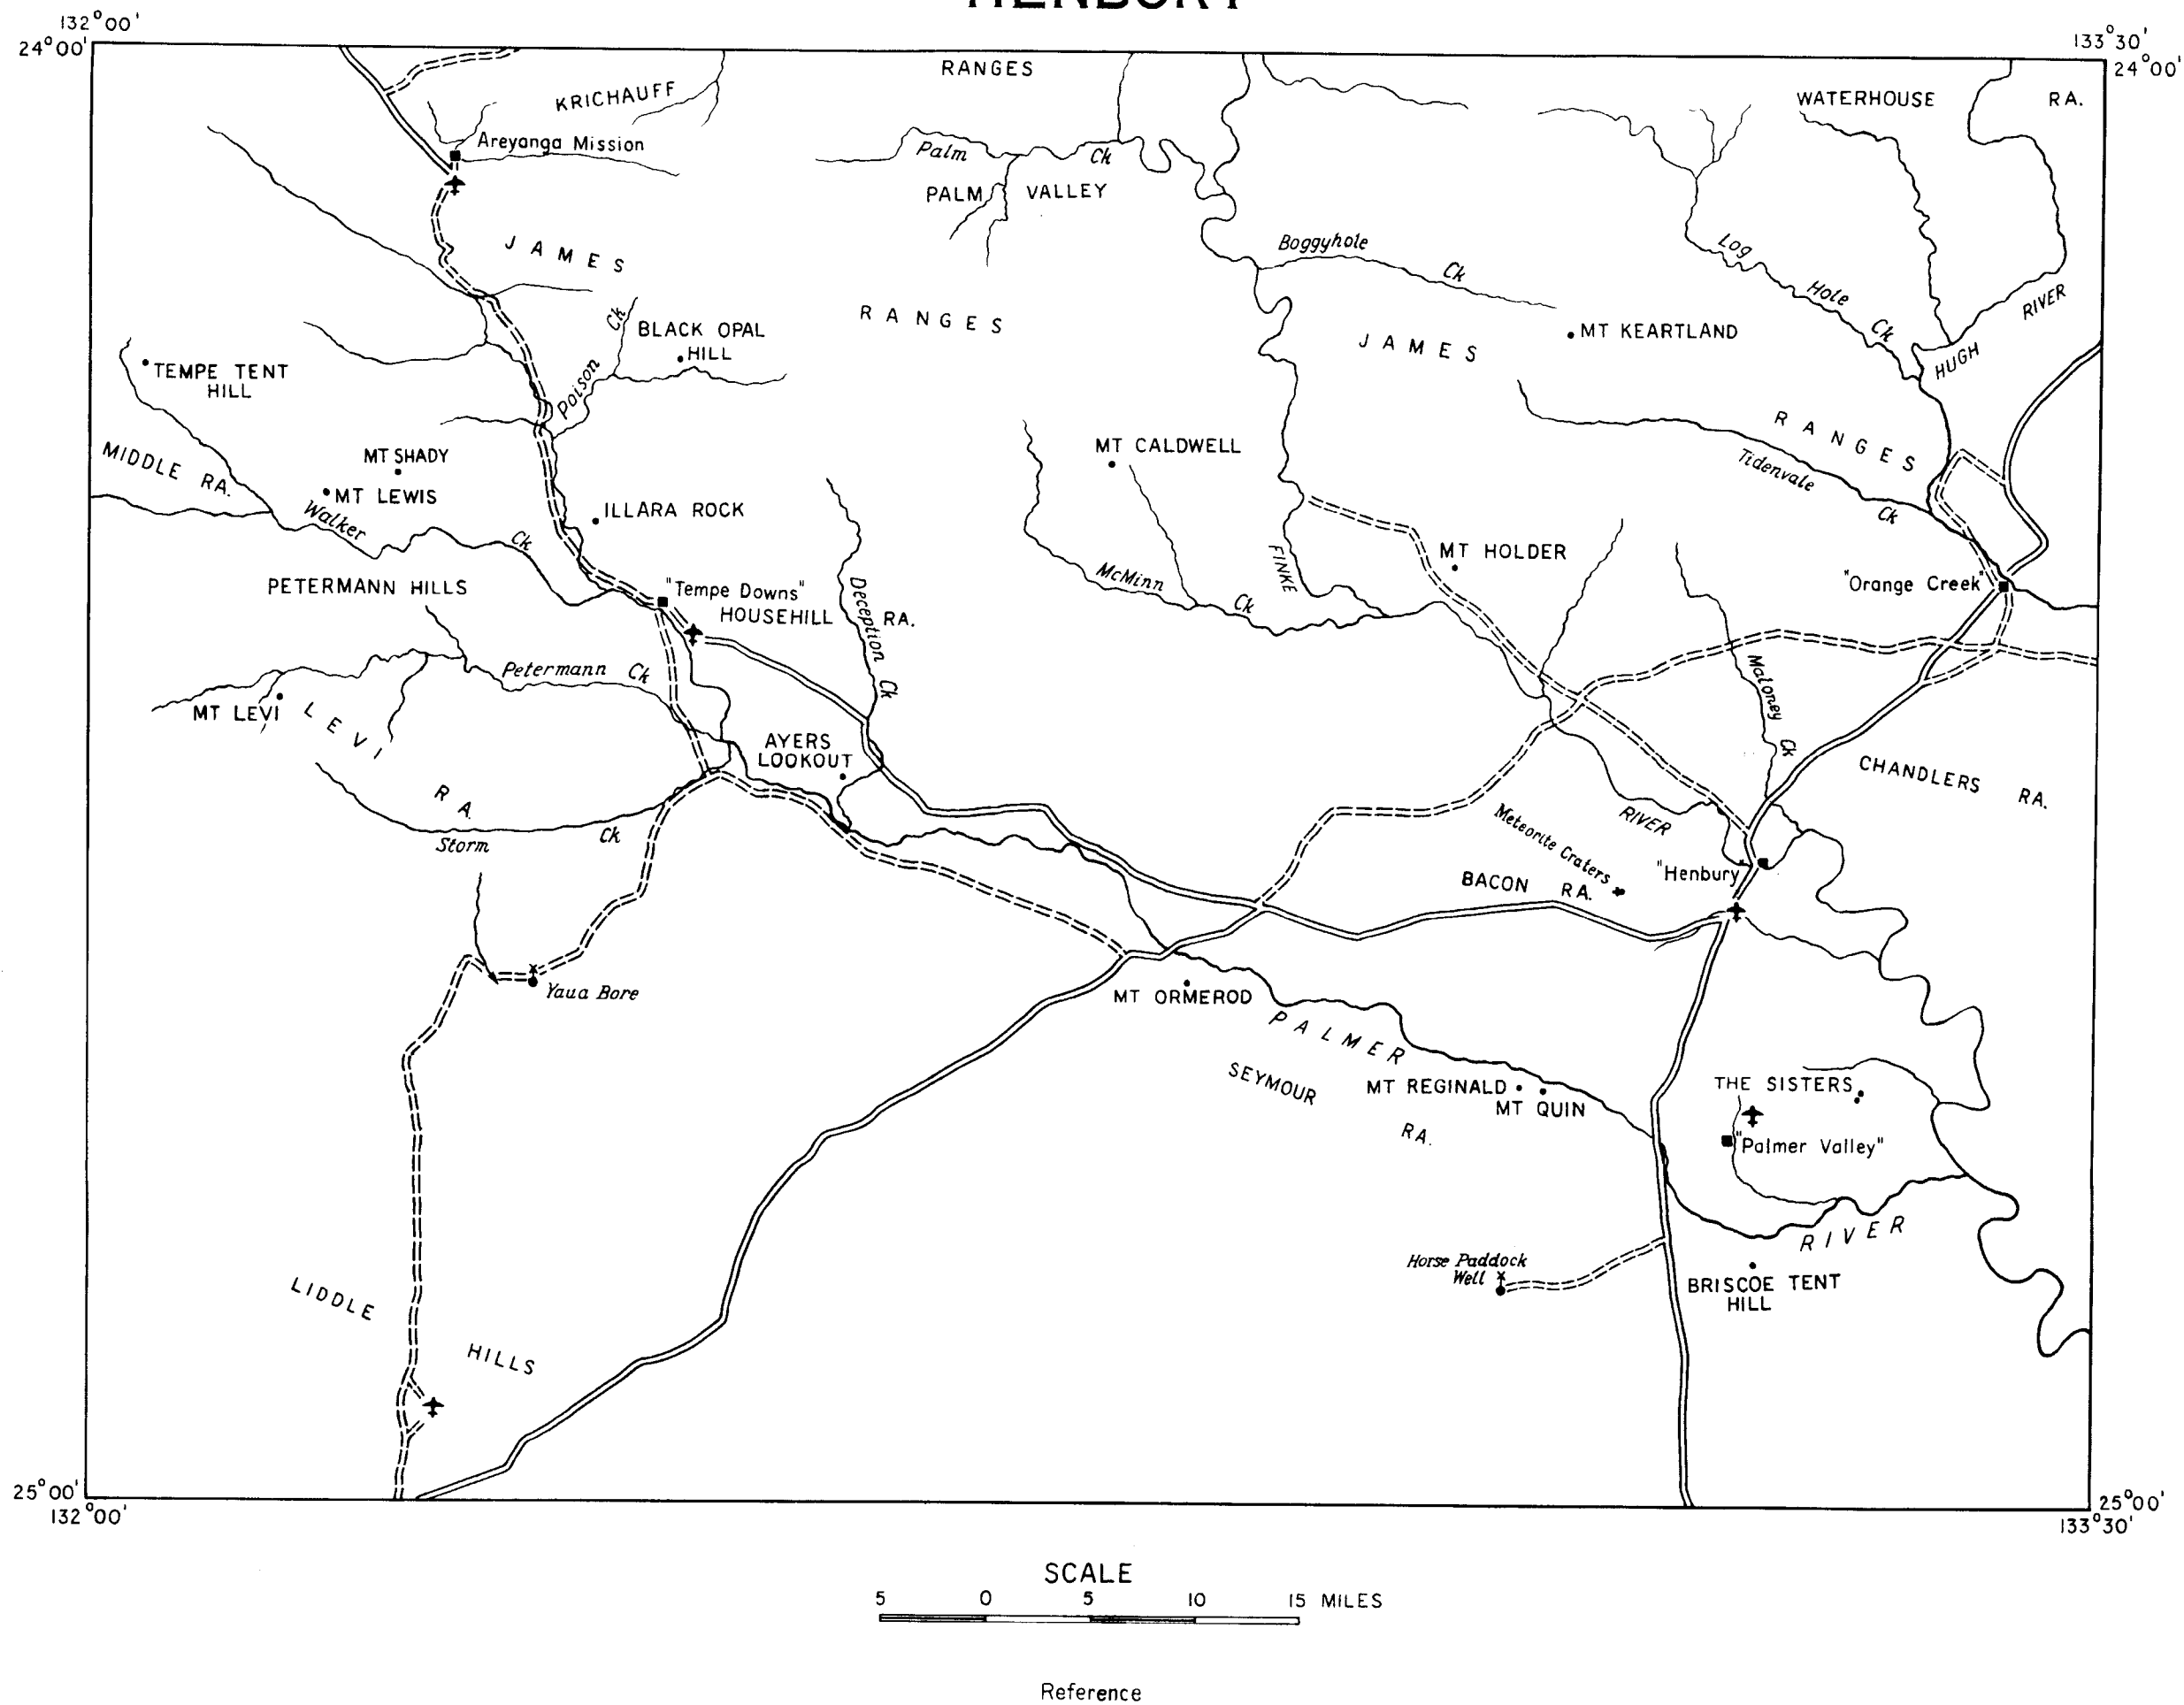 HENBURY
132°00'
24°00'
133°30'
24°00'
RANGES
KRICHAUFF
WATERHOUSE RA.
Areyanga Mission
Palm Ck
PALM VALLEY
JAMES
RANGES
Boggyhole Ck
Log Hole Ck
HUGH RIVER
Poison Ck
BLACK OPAL
HILL
MT KEARTLAND
JAMES
RANGES
TEMPE TENT
HILL
MIDDLE RA.
MT SHADY
MT LEWIS
Walker Ck
ILLARA ROCK
MT CALDWELL
Tidenvale Ck
MT HOLDER
PETERMANN HILLS
"Tempe Downs"
HOUSEHILL RA.
Deception Ck
McMinn Ck
FINKE
RIVER
"Orange Creek"
Petermann Ck
MT LEVI
LEVI
RA.
Maloney Ck
AYERS
LOOKOUT
CHANDLERS RA.
Storm Ck
Meteorite Craters
"Henbury"
BACON RA.
Yaua Bore
MT ORMEROD
PALMER
RIVER
SEYMOUR
RA.
MT REGINALD
MT QUIN
THE SISTERS
"Palmer Valley"
Horse Paddock
Well
BRISCOE TENT
HILL
LIDDLE
HILLS
25°00'
132°00'
25°00'
133°30'
SCALE
5 0 5 10 15 MILES
Reference